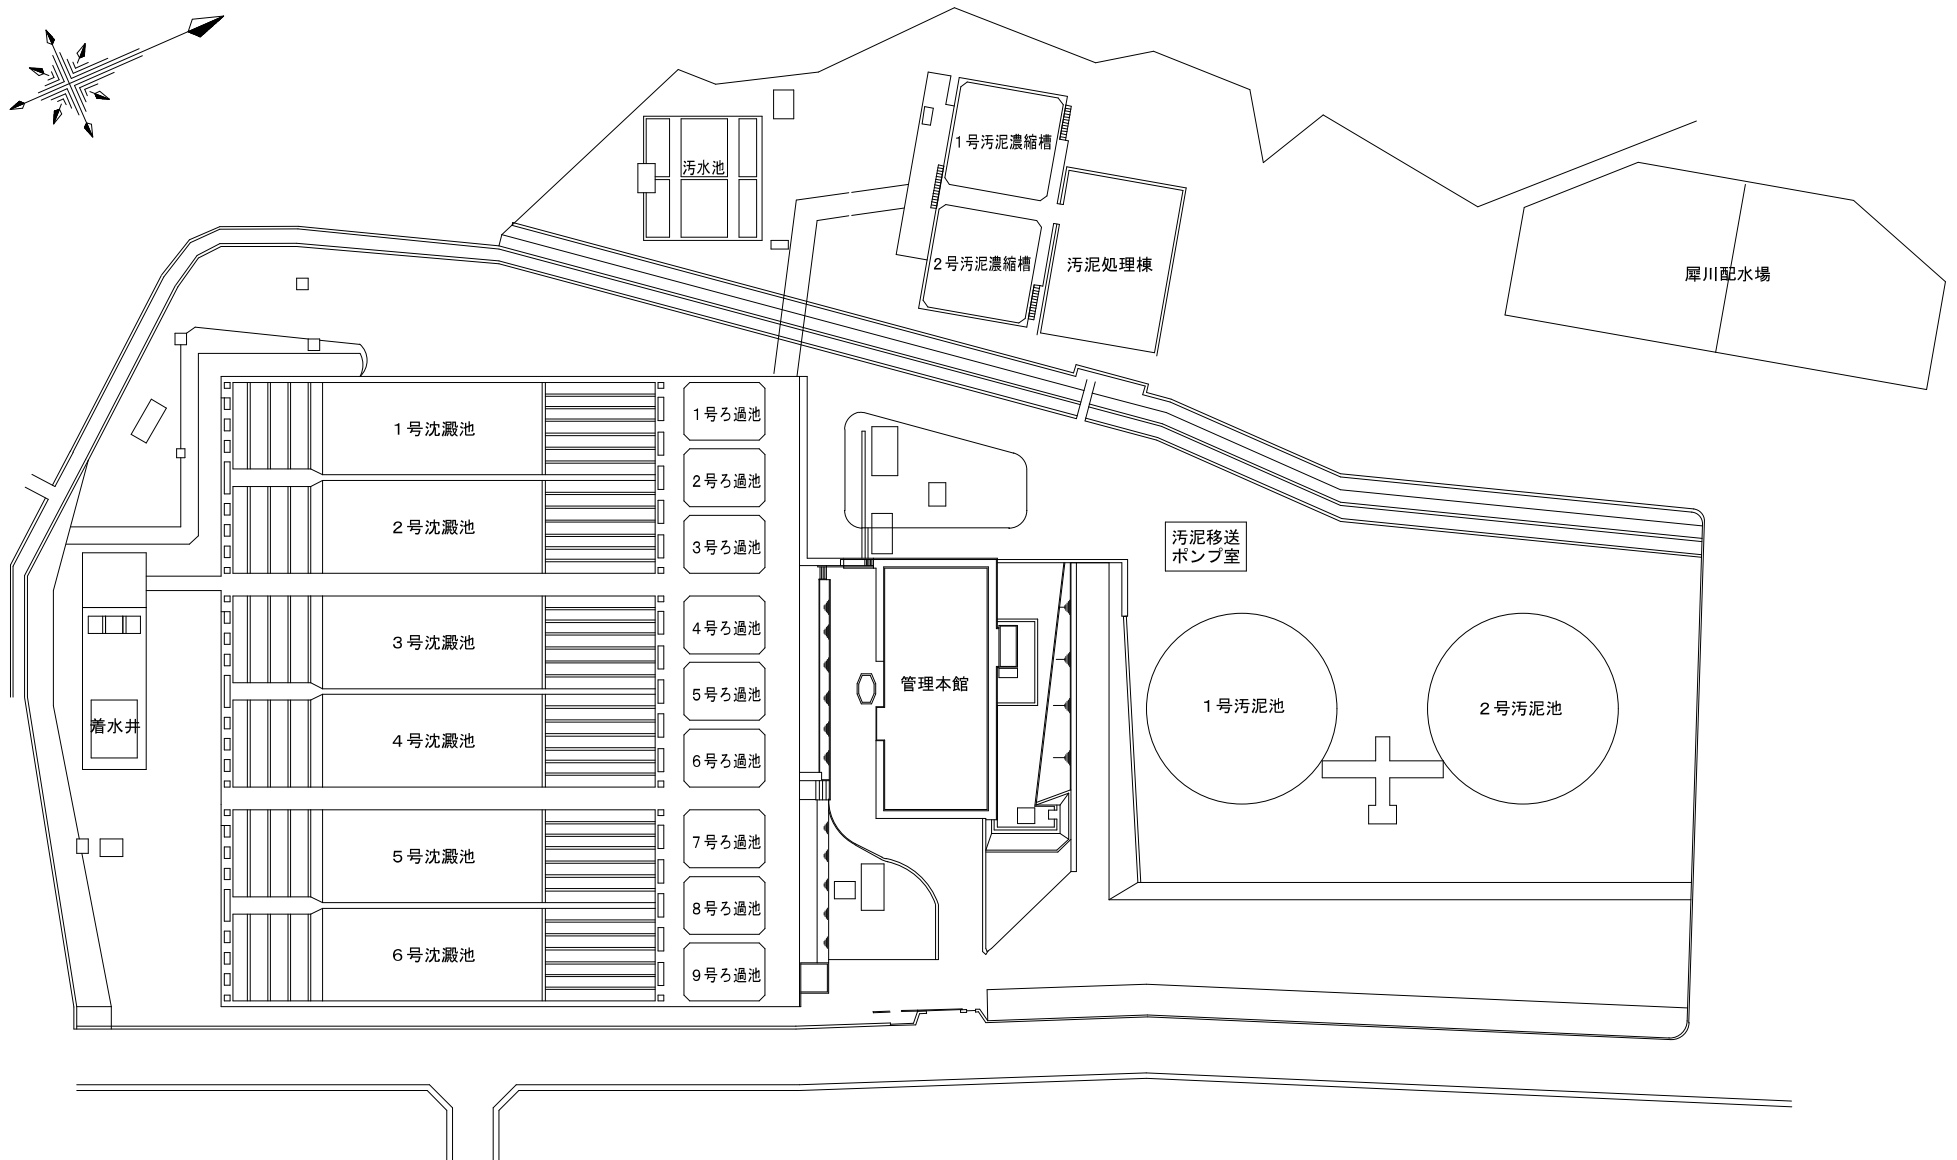 1号汚泥濃縮槽
汚水池
2号汚泥濃縮槽
汚泥処理棟
犀川配水場
1号沈澱池
2号沈澱池
3号沈澱池
4号沈澱池
5号沈澱池
6号沈澱池
1号ろ過池
2号ろ過池
3号ろ過池
4号ろ過池
5号ろ過池
6号ろ過池
7号ろ過池
8号ろ過池
9号ろ過池
着水井
管理本館
汚泥移送
ポンプ室
1号汚泥池
2号汚泥池